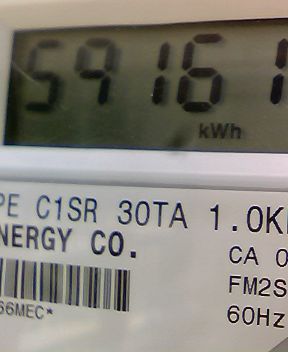 59161
kWh
PE C1SR 30TA 1.0K
NERGY CO.
CA 0
FM2S
66MEC*
60Hz